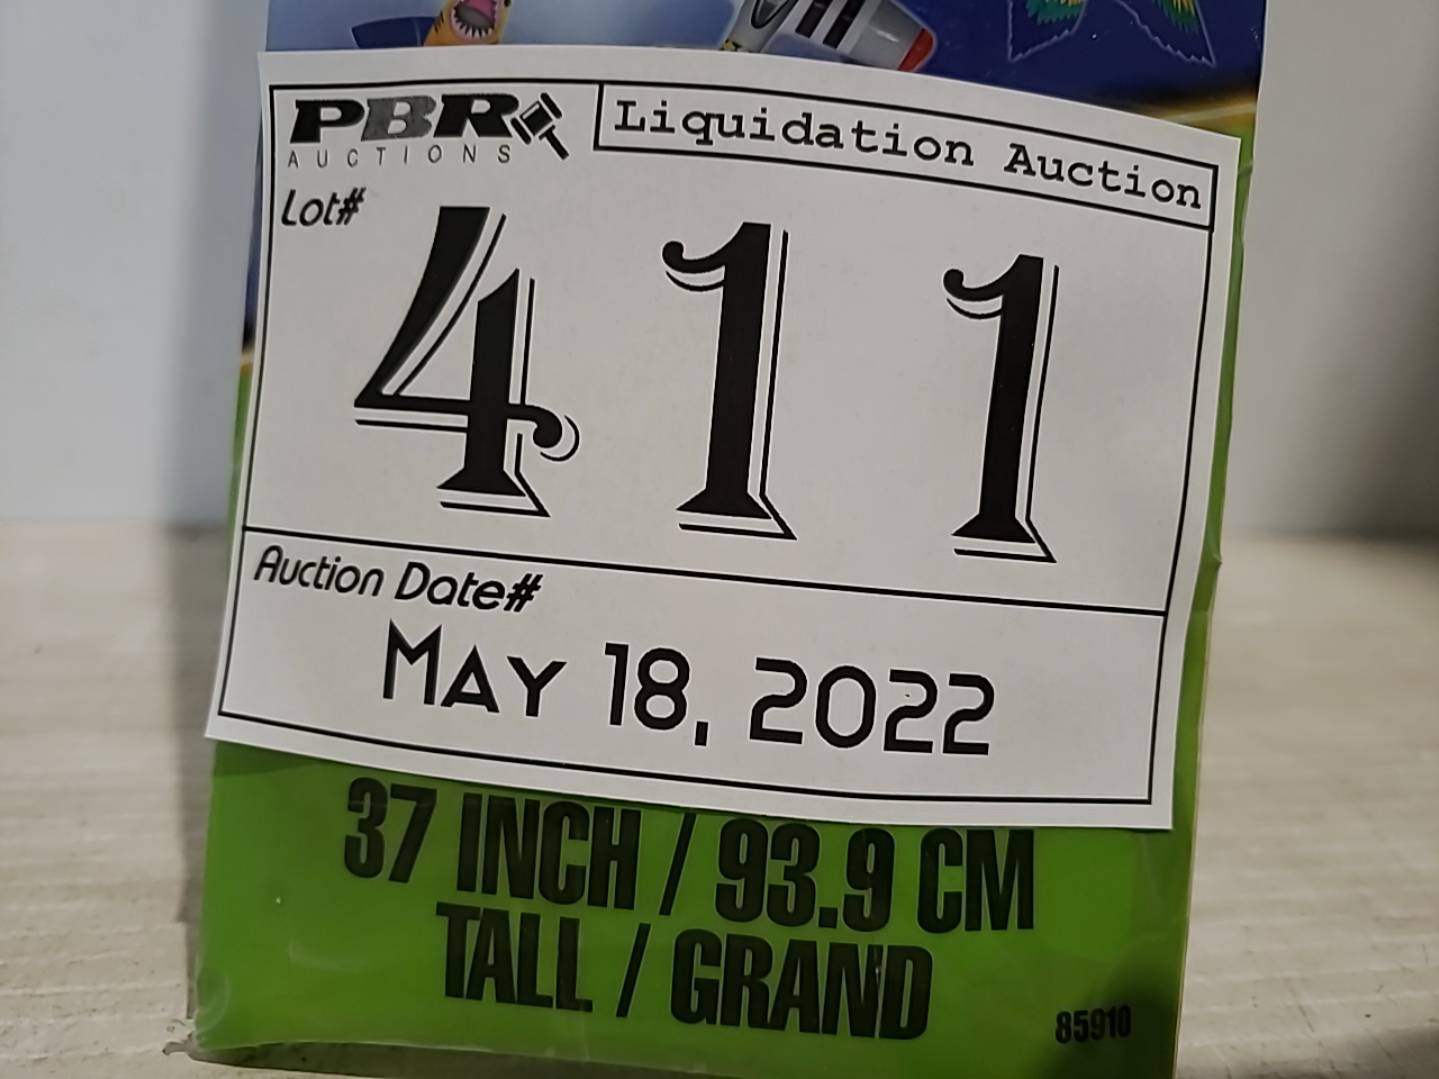 PBR
AUCTIONS
Liquidation Auction
Lot#
411
Auction Date#
May 18, 2022
37 INCH / 93.9 CM
TALL / GRAND
85910